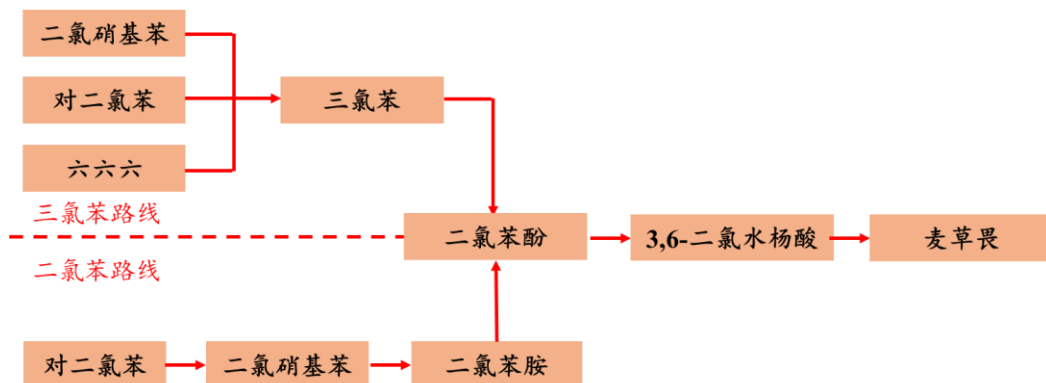 二氯硝基苯
对二氯苯
三氯苯
六六六
三氯苯路线
二氯苯酚
3,6-二氯水杨酸
麦草畏
二氯苯路线
对二氯苯
二氯硝基苯
二氯苯胺